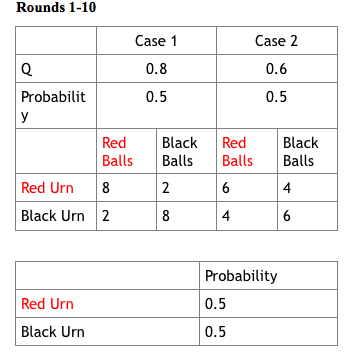 Rounds 1-10
Case 1 Case 2
Q 0.8 0.6
Probabilit
y 0.5 0.5
Red Balls Black Balls Red Balls Black Balls
Red Urn 8 2 6 4
Black Urn 2 8 4 6
Probability
Red Urn 0.5
Black Urn 0.5